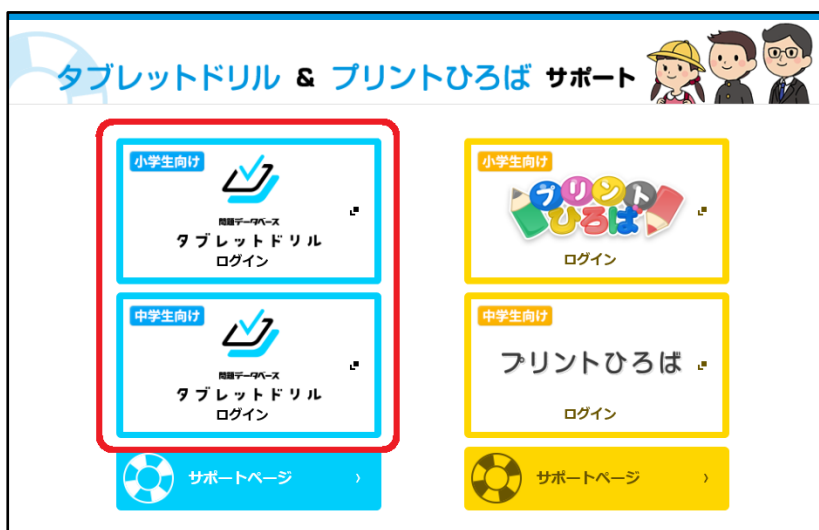 タブレットドリル & プリントひろば サポート
小学生向け
問題データベース
タブレットドリル
ログイン
中学生向け
問題データベース
タブレットドリル
ログイン
サポートページ
小学生向け
プリント
ひろば
ログイン
中学生向け
プリントひろば
ログイン
サポートページ